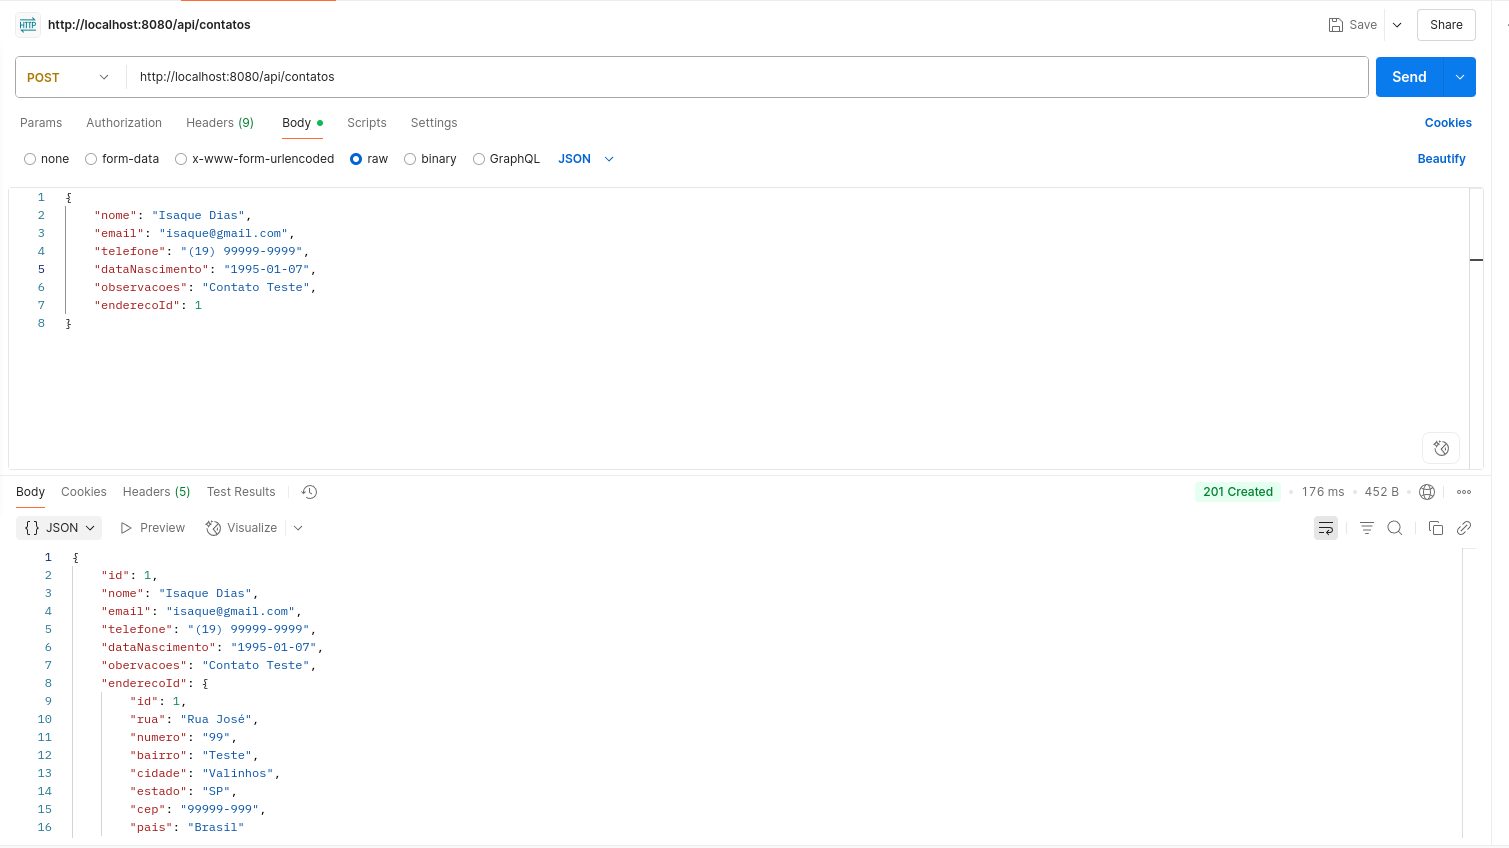 HTTP http://localhost:8080/api/contatos Save Share
POST http://localhost:8080/api/contatos Send
Params Authorization Headers (9) Body Scripts Settings Cookies
none form-data x-www-form-urlencoded raw binary GraphQL JSON Beautify
1 {
2 "nome": "Isaque Dias",
3 "email": "isaque@gmail.com",
4 "telefone": "(19) 99999-9999",
5 "dataNascimento": "1995-01-07",
6 "observacoes": "Contato Teste",
7 "enderecoId": 1
8 }
Body Cookies Headers (5) Test Results 201 Created 176 ms 452 B
{} JSON Preview Visualize
1 {
2 "id": 1,
3 "nome": "Isaque Dias",
4 "email": "isaque@gmail.com",
5 "telefone": "(19) 99999-9999",
6 "dataNascimento": "1995-01-07",
7 "obervacoes": "Contato Teste",
8 "enderecoId": {
9 "id": 1,
10 "rua": "Rua José",
11 "numero": "99",
12 "bairro": "Teste",
13 "cidade": "Valinhos",
14 "estado": "SP",
15 "cep": "99999-999",
16 "pais": "Brasil"